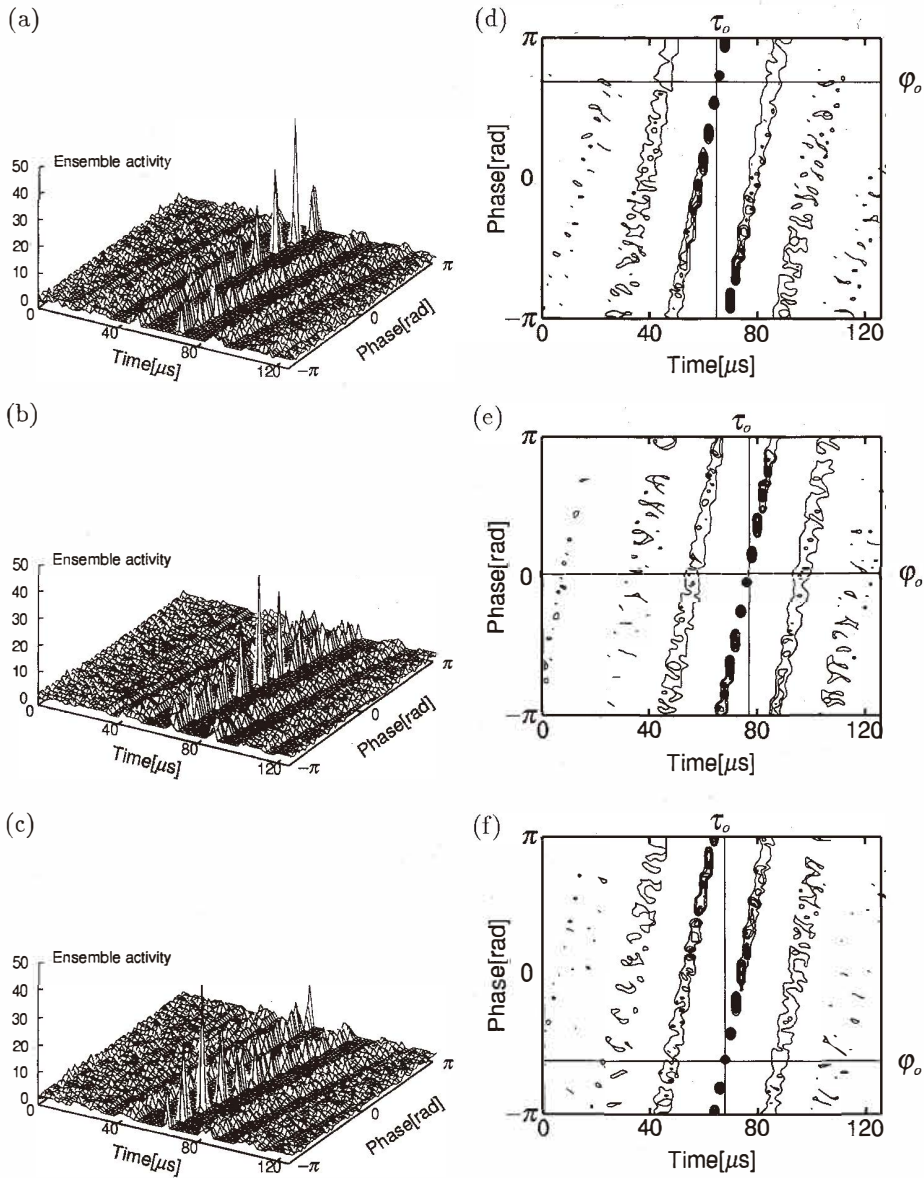 (a)
Ensemble activity
50
40
30
20
10
0
0
40
80
120
Time[μs]
−π
0
π
Phase[rad]
(d)
τo
π
0
−π
Phase[rad]
φo
0
40
80
120
Time[μs]
(b)
Ensemble activity
50
40
30
20
10
0
0
40
80
120
Time[μs]
−π
0
π
Phase[rad]
(e)
τo
π
0
−π
Phase[rad]
φo
0
40
80
120
Time[μs]
(c)
Ensemble activity
50
40
30
20
10
0
0
40
80
120
Time[μs]
−π
0
π
Phase[rad]
(f)
τo
π
0
−π
Phase[rad]
φo
0
40
80
120
Time[μs]